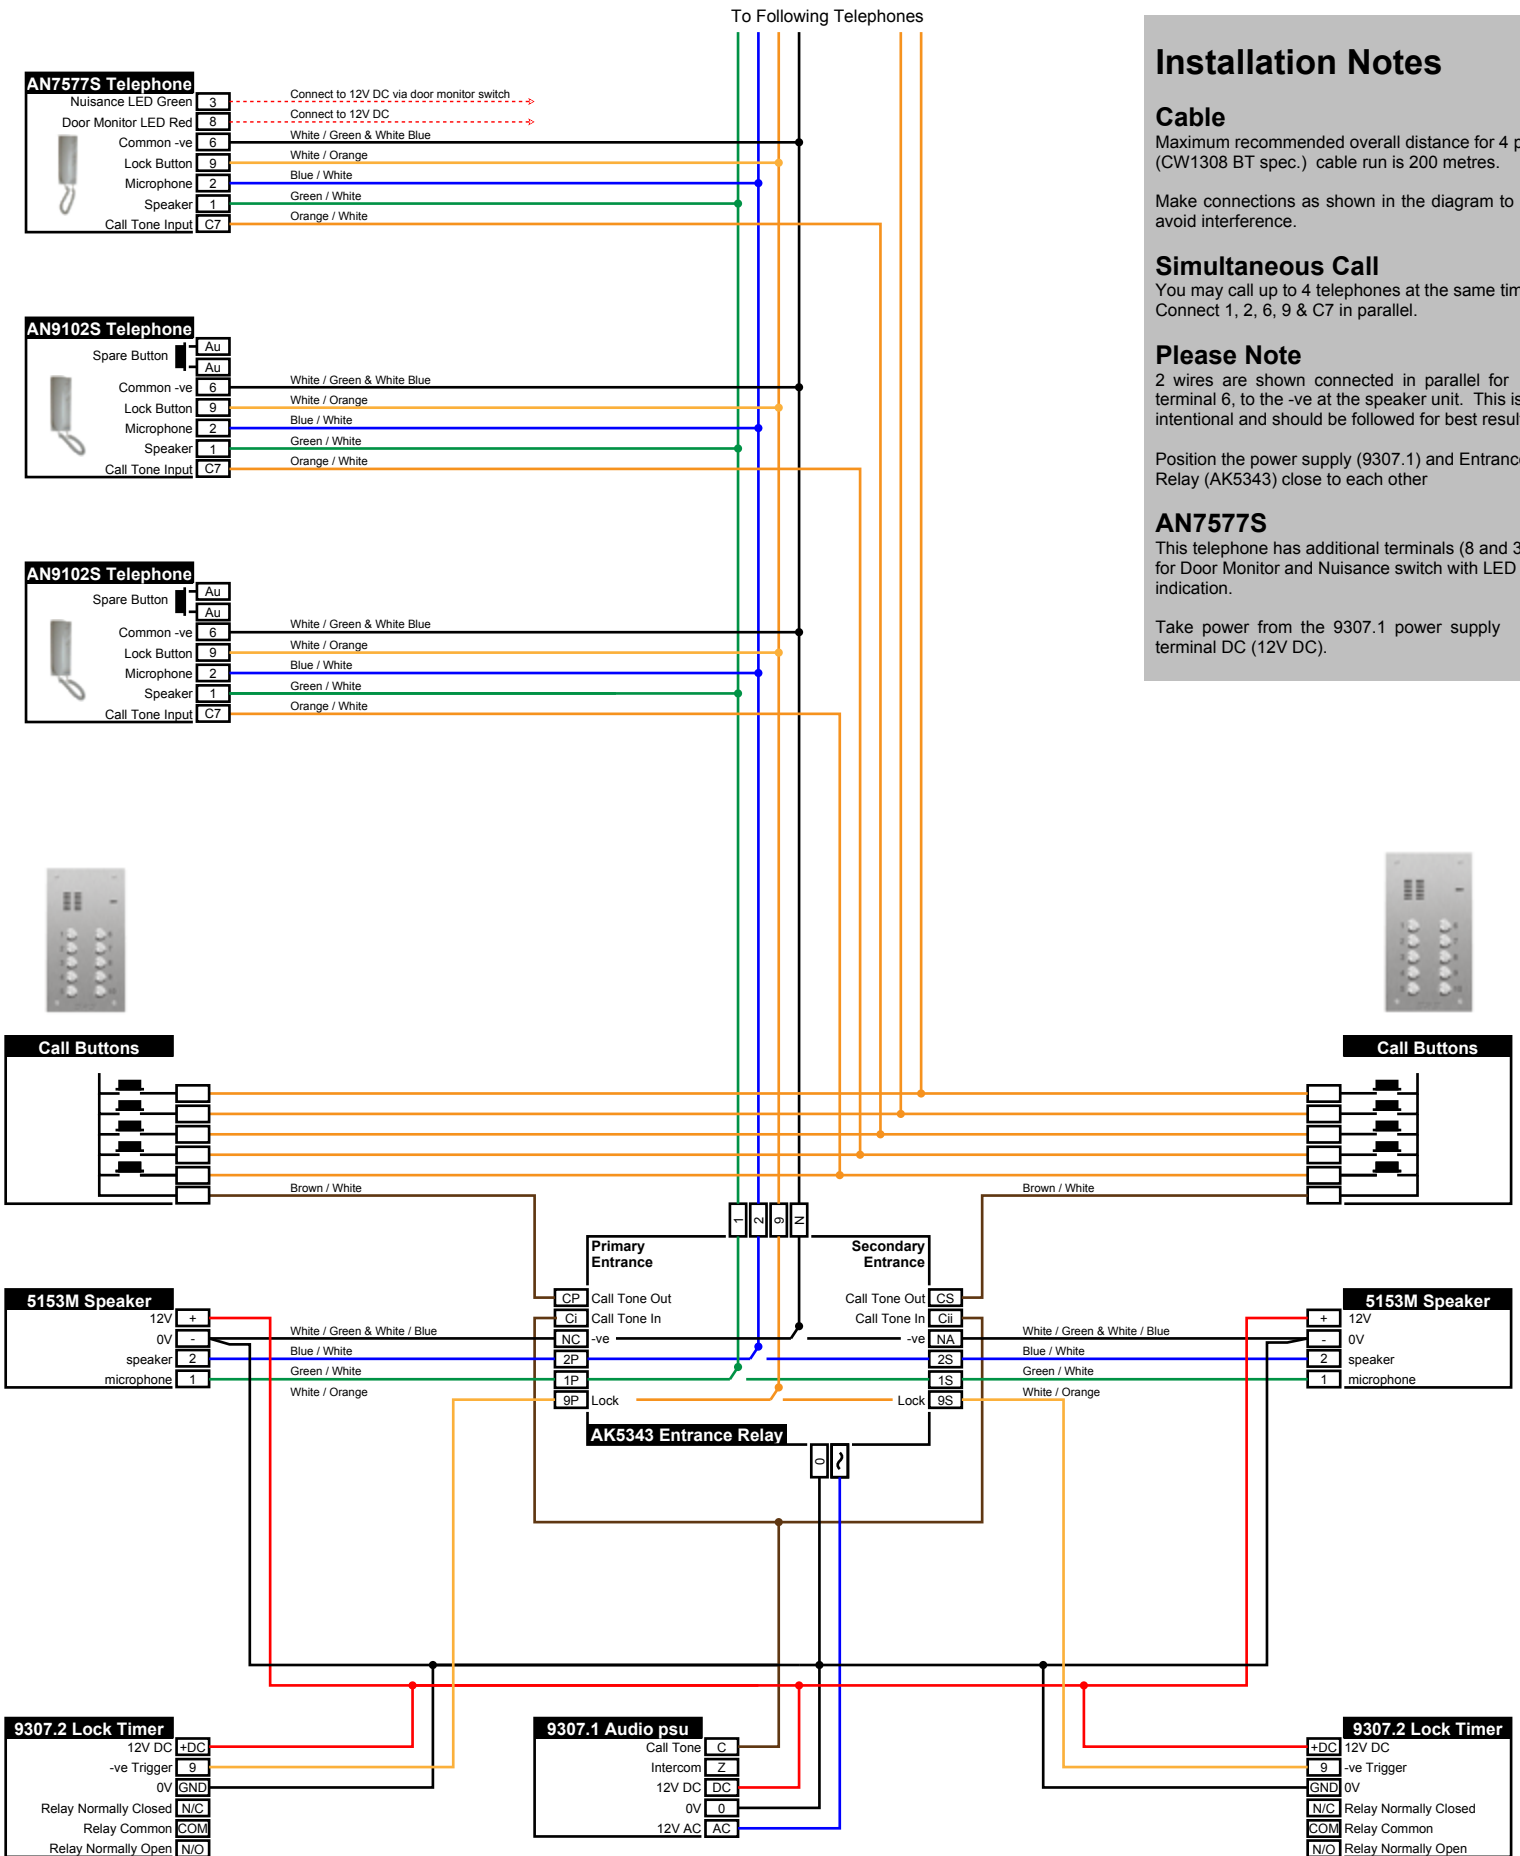 To Following Telephones
AN7577S Telephone
Nuisance LED Green 3 Connect to 12V DC via door monitor switch
Door Monitor LED Red 8 Connect to 12V DC
Common -ve 6 White / Green & White Blue
Lock Button 9 White / Orange
Microphone 2 Blue / White
Speaker 1 Green / White
Call Tone Input C7 Orange / White
AN9102S Telephone
Spare Button Au
Au
Common -ve 6 White / Green & White Blue
Lock Button 9 White / Orange
Microphone 2 Blue / White
Speaker 1 Green / White
Call Tone Input C7 Orange / White
AN9102S Telephone
Spare Button Au
Au
Common -ve 6 White / Green & White Blue
Lock Button 9 White / Orange
Microphone 2 Blue / White
Speaker 1 Green / White
Call Tone Input C7 Orange / White
Installation Notes
Cable
Maximum recommended overall distance for 4 p
(CW1308 BT spec.) cable run is 200 metres.
Make connections as shown in the diagram to
avoid interference.
Simultaneous Call
You may call up to 4 telephones at the same tim
Connect 1, 2, 6, 9 & C7 in parallel.
Please Note
2 wires are shown connected in parallel for
terminal 6, to the -ve at the speaker unit. This is
intentional and should be followed for best resul
Position the power supply (9307.1) and Entranc
Relay (AK5343) close to each other
AN7577S
This telephone has additional terminals (8 and 3
for Door Monitor and Nuisance switch with LED
indication.
Take power from the 9307.1 power supply
terminal DC (12V DC).
Call Buttons
Brown / White
Call Buttons
Brown / White
1 2 9 N
Primary
Entrance
Secondary
Entrance
CP Call Tone Out
Ci Call Tone In
NC -ve
2P
1P
9P Lock
Call Tone Out CS
Call Tone In Cii
-ve NA
2S
1S
Lock 9S
AK5343 Entrance Relay
0 ~
5153M Speaker
12V +
0V - White / Green & White / Blue
speaker 2 Blue / White
microphone 1 Green / White
White / Orange
5153M Speaker
+ 12V
White / Green & White / Blue - 0V
Blue / White 2 speaker
Green / White 1 microphone
White / Orange
9307.2 Lock Timer
12V DC +DC
-ve Trigger 9
0V GND
Relay Normally Closed N/C
Relay Common COM
Relay Normally Open N/O
9307.1 Audio psu
Call Tone C
Intercom Z
12V DC DC
0V 0
12V AC AC
9307.2 Lock Timer
+DC 12V DC
9 -ve Trigger
GND 0V
N/C Relay Normally Closed
COM Relay Common
N/O Relay Normally Open